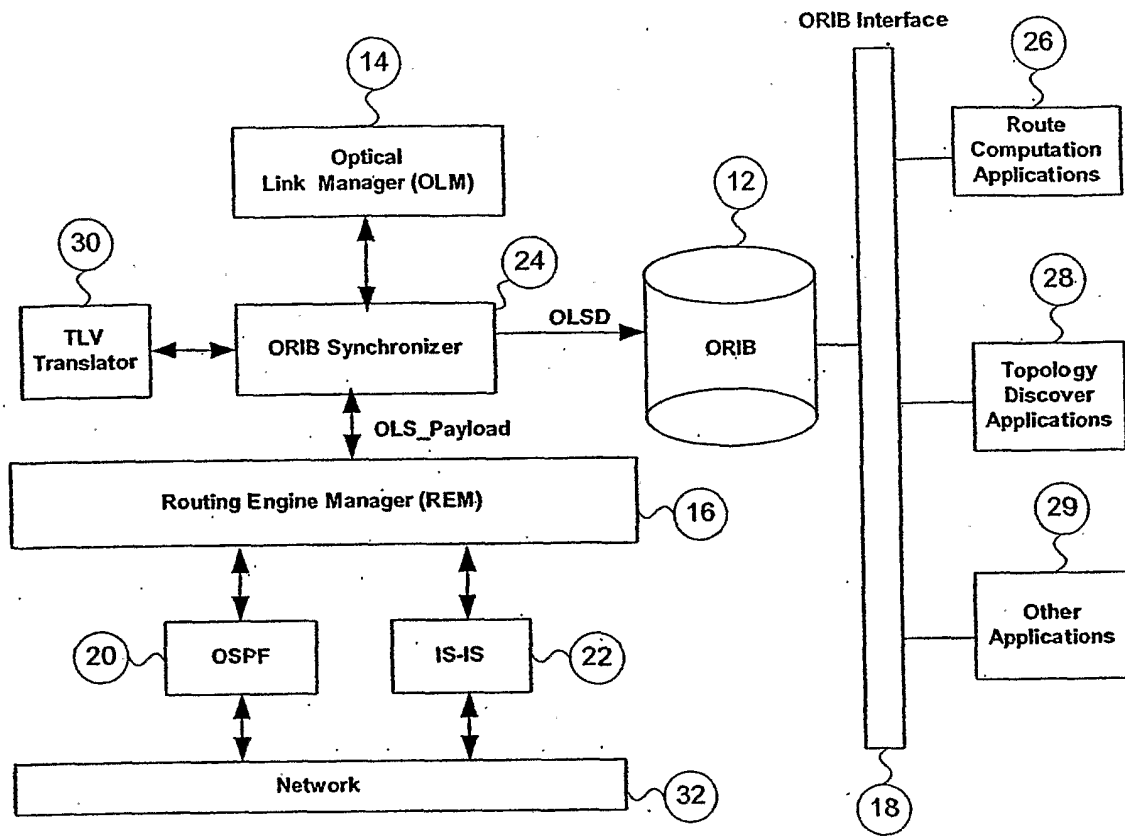 ORIB Interface
14
26
Optical
Link Manager (OLM)
Route
Computation
Applications
12
30
24
28
TLV
Translator
ORIB Synchronizer
OLSD
ORIB
Topology
Discover
Applications
OLS_Payload
Routing Engine Manager (REM)
16
29
20
OSPF
IS-IS
22
Other
Applications
Network
32
18